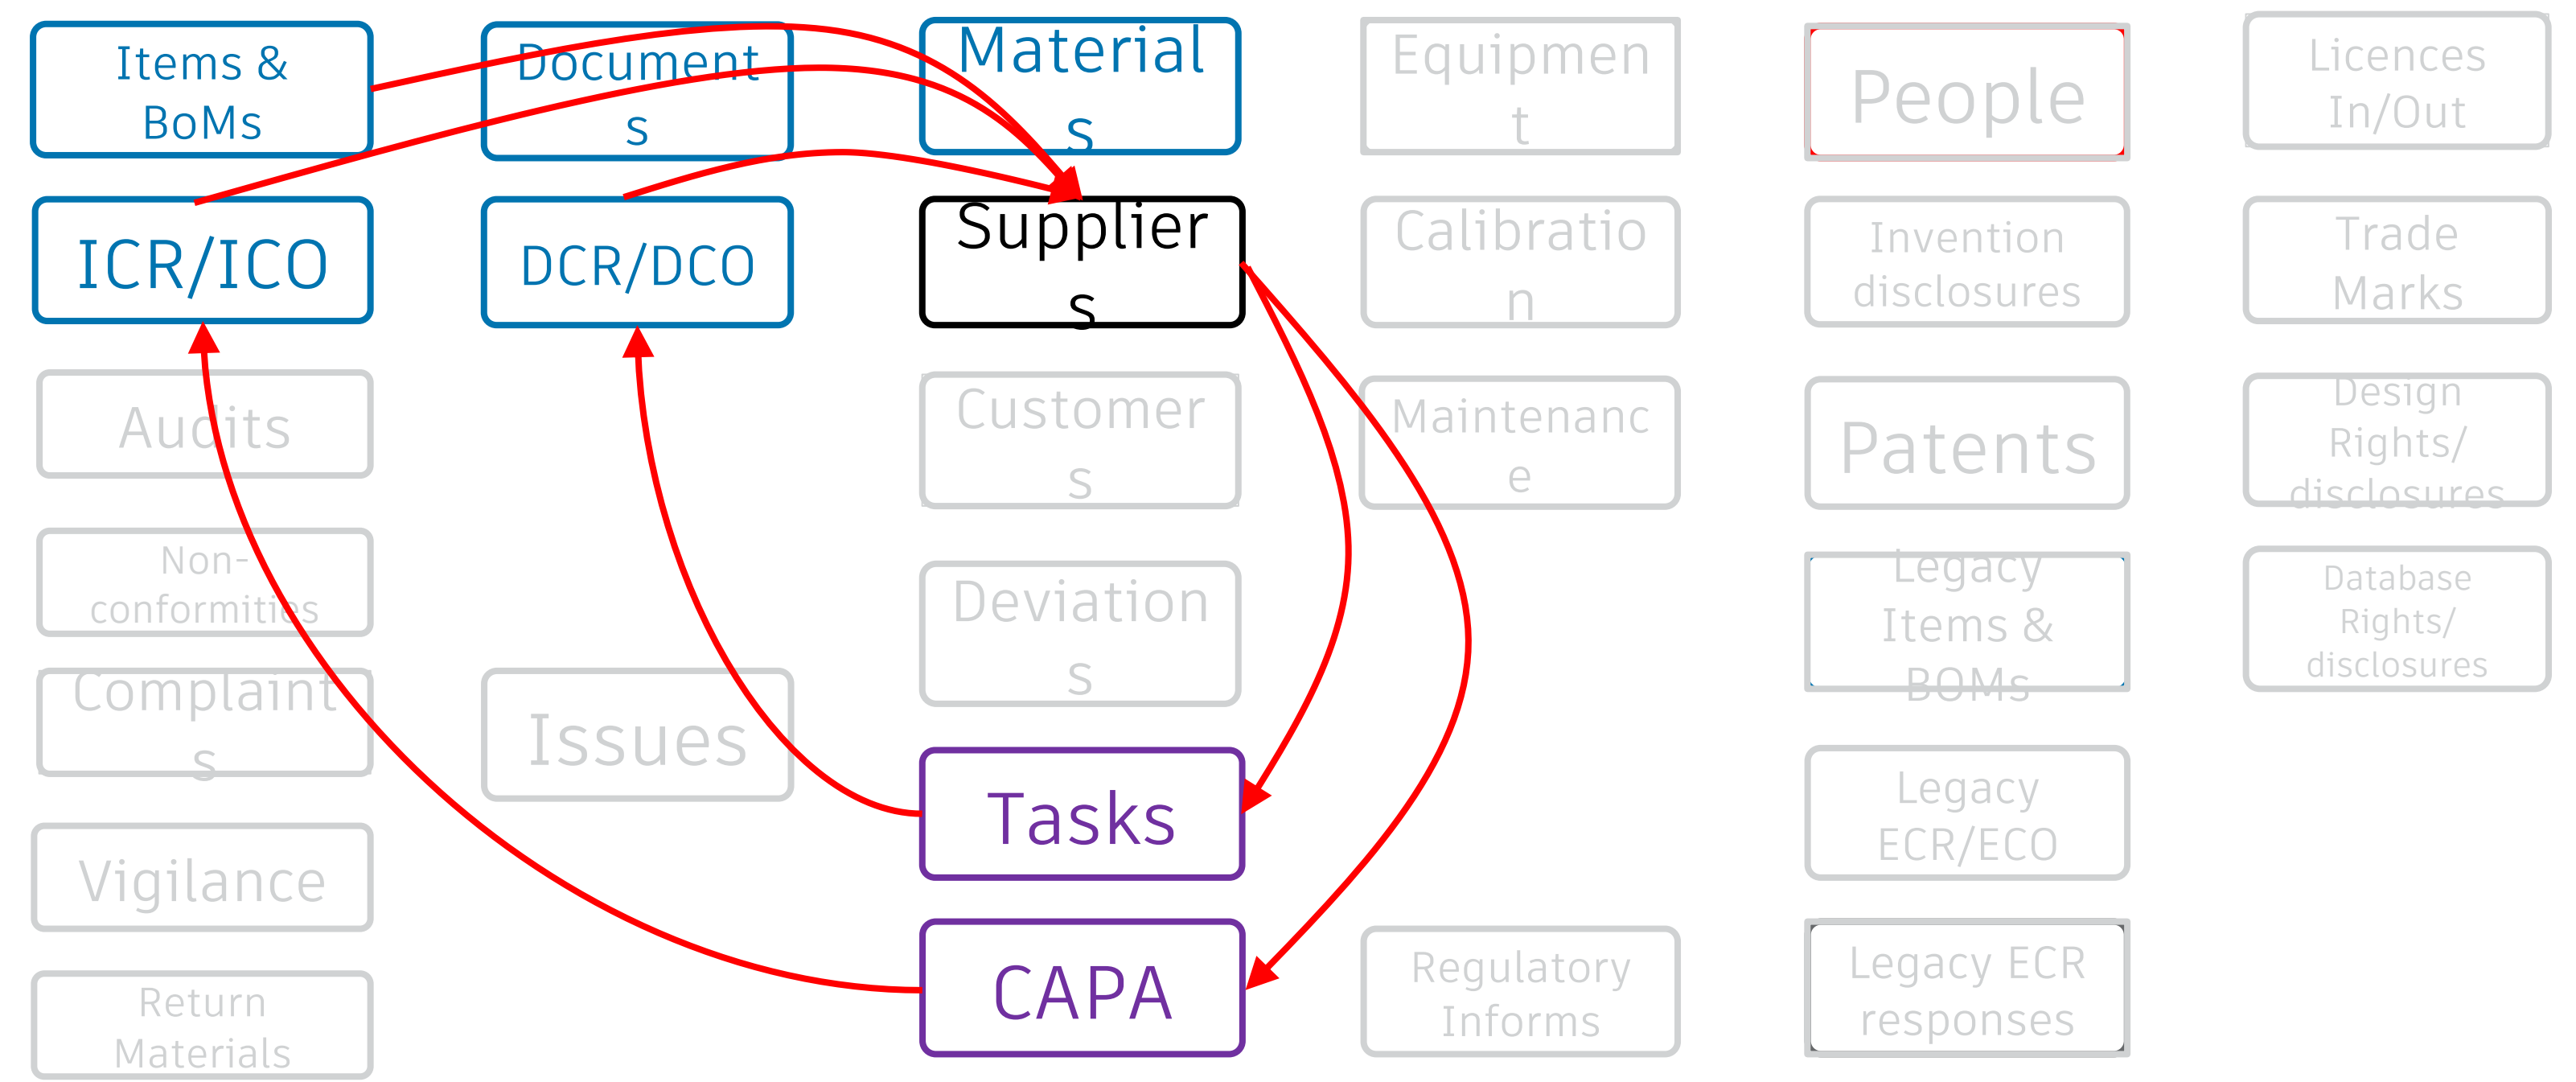 Items &
BoMs
Document
s
Material
s
Equipmen
t
People
Licences
In/Out
ICR/ICO
DCR/DCO
Supplier
s
Calibratio
n
Invention
disclosures
Trade
Marks
Audits
Customer
s
Maintenanc
e
Patents
Design
Rights/
disclosures
Non-
conformities
Deviation
s
Legacy
Items &
BOMs
Database
Rights/
disclosures
Complaint
s
Issues
Tasks
Legacy
ECR/ECO
Vigilance
CAPA
Regulatory
Informs
Legacy ECR
responses
Return
Materials